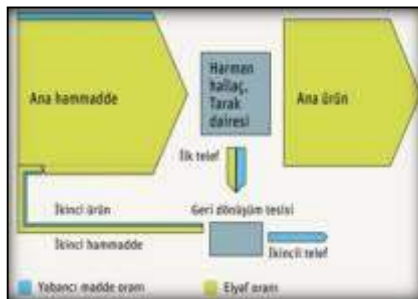 Ana hammadde
Harman
hallaç,
Tarak
dairesi
Ana ürün
İlk telef
İkinci ürün
Geri dönüşüm tesisi
İkinci hammadde
İkincil telef
Yabancı madde oranı
Elyaf oranı